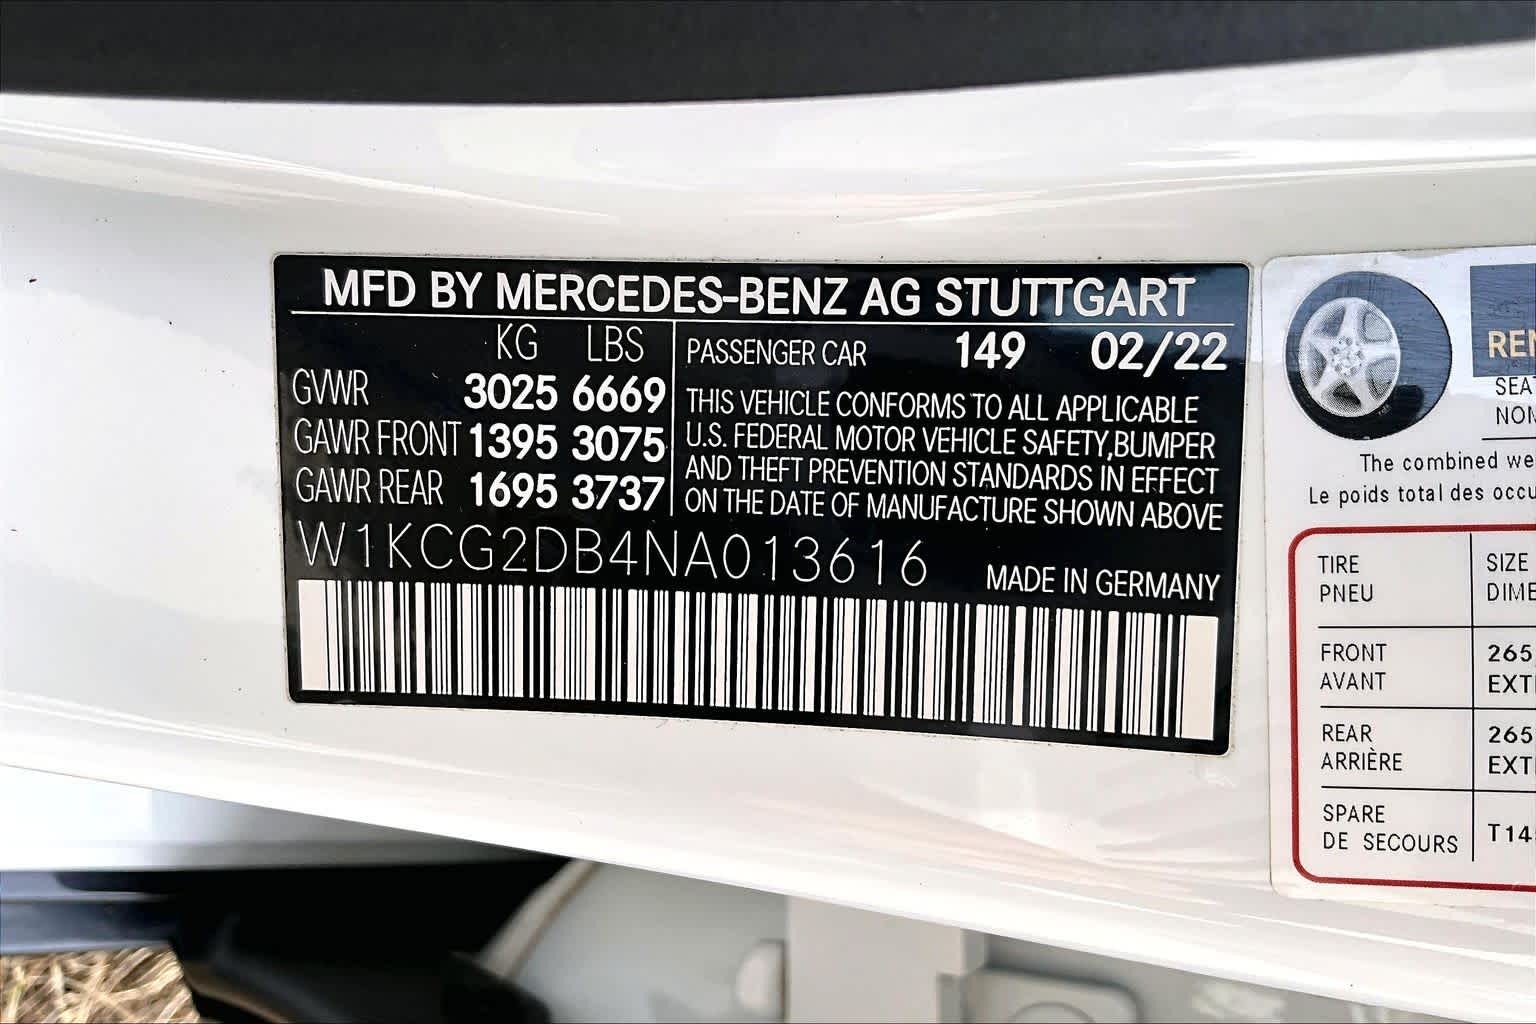 MFD BY MERCEDES-BENZ AG STUTTGART
KG LBS
GVWR 3025 6669
GAWR FRONT 1395 3075
GAWR REAR 1695 3737
PASSENGER CAR 149 02/22
THIS VEHICLE CONFORMS TO ALL APPLICABLE
U.S. FEDERAL MOTOR VEHICLE SAFETY,BUMPER
AND THEFT PREVENTION STANDARDS IN EFFECT
ON THE DATE OF MANUFACTURE SHOWN ABOVE
W1KCG2DB4NA013616
MADE IN GERMANY
The combined
Le poids total des
TIRE SIZE
PNEU
FRONT 265
AVANT
REAR 265
ARRIÈRE
SPARE
DE SECOURS